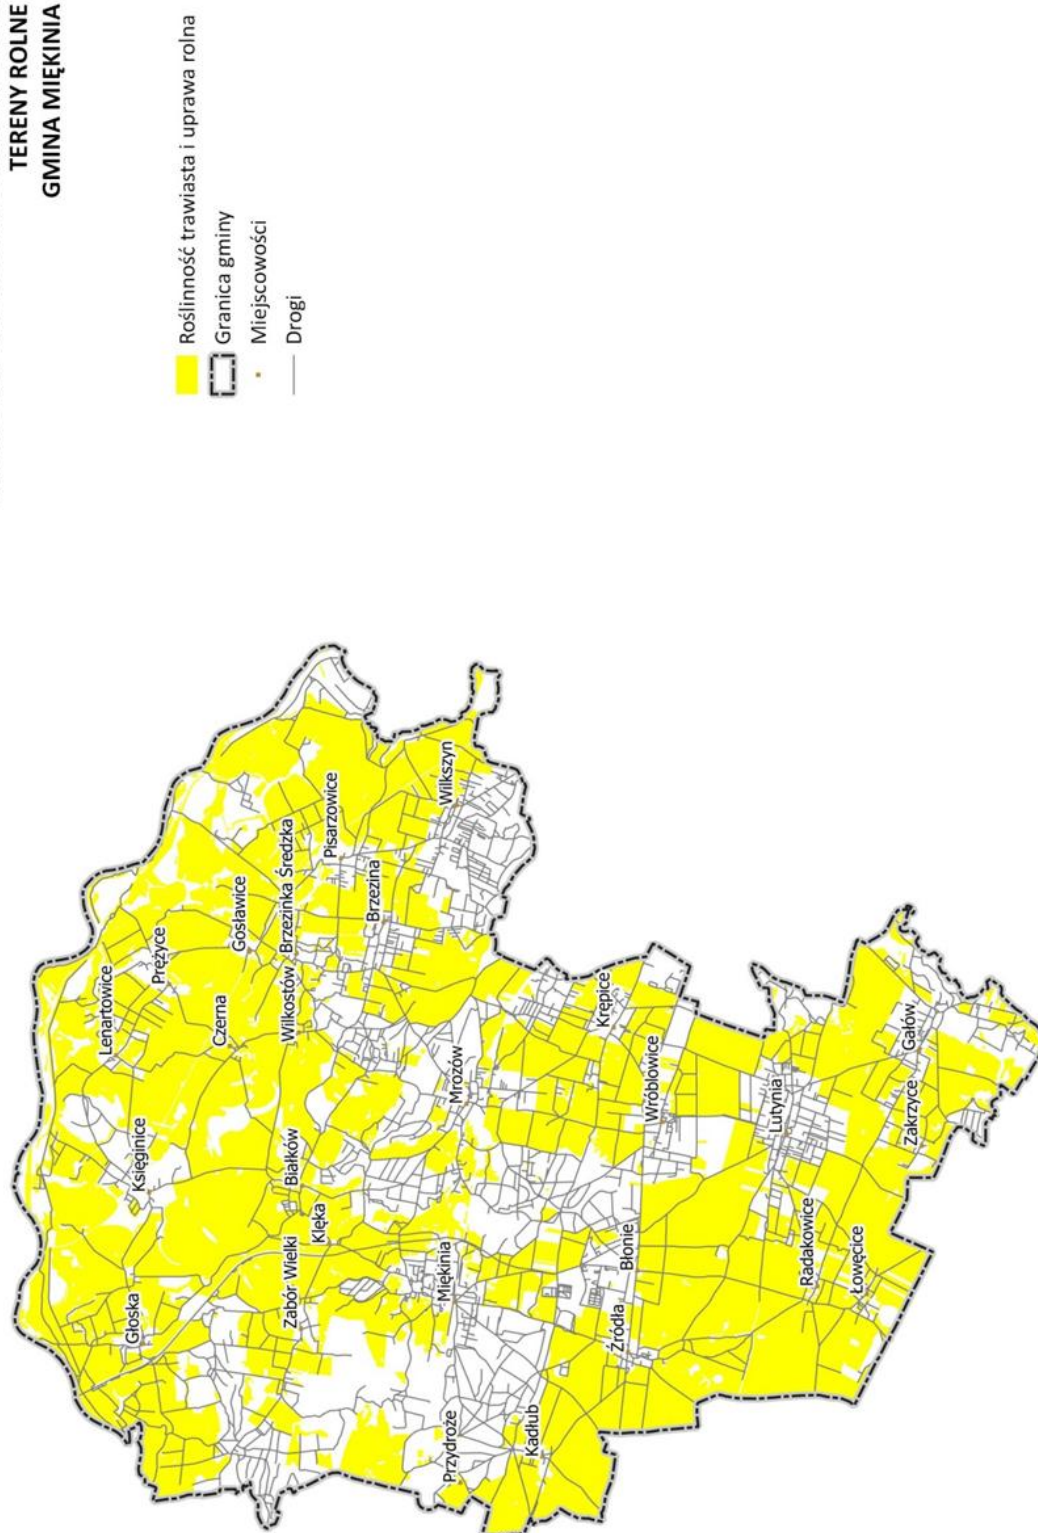 TERENY ROLNE
GMINA MIĘKINIA
Roślinność trawiasta i uprawa rolna
Granica gminy
Miejscowości
Drogi
Lenartowice
Głoska
Księginice
Prężyce
Czerna
Gosławice
Zabór Wielki
Białków
Wilkostów
Brzezinka Średzka
Klęka
Pisarzowice
Brzezina
Miękinia
Wilkszyn
Przydroże
Mrozów
Kadłub
Krępice
Źródła
Błonie
Wróblowice
Lutynia
Radakowice
Łowęcice
Zakrzyce
Gałów